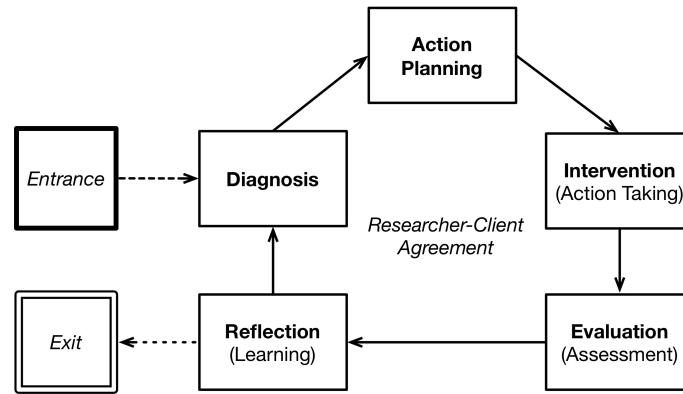 Action
Planning
Entrance
Diagnosis
Intervention
(Action Taking)
Researcher-Client
Agreement
Exit
Reflection
(Learning)
Evaluation
(Assessment)